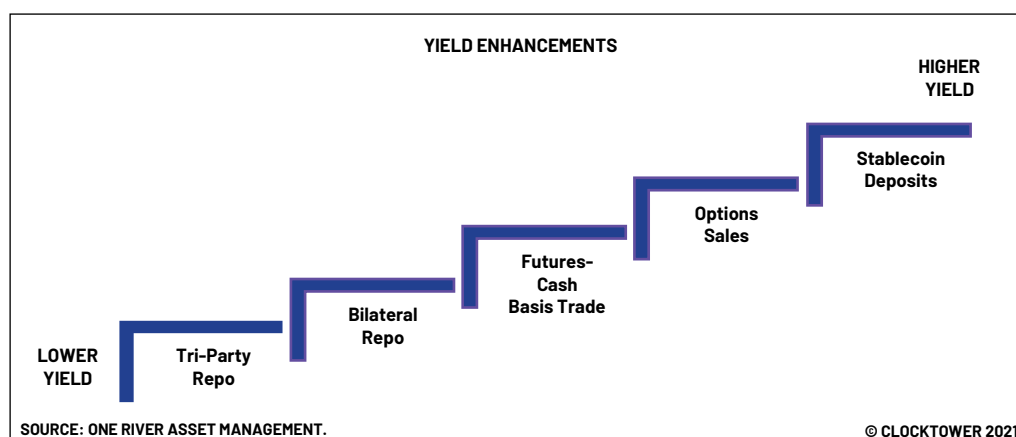 YIELD ENHANCEMENTS
HIGHER
YIELD
Stablecoin
Deposits
Options
Sales
Futures-
Cash
Basis Trade
Bilateral
Repo
Tri-Party
Repo
LOWER
YIELD
SOURCE: ONE RIVER ASSET MANAGEMENT.
© CLOCKTOWER 2021